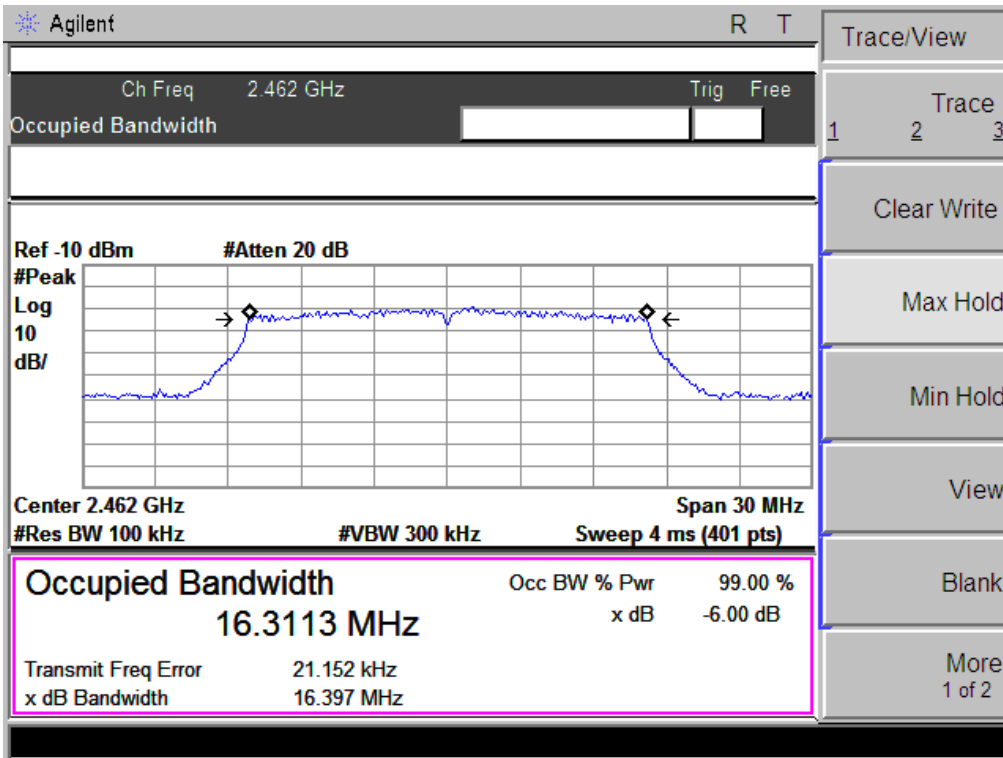 Agilent R T
Ch Freq 2.462 GHz Trig Free
Occupied Bandwidth
Ref -10 dBm #Atten 20 dB
#Peak
Log
10
dB/
Center 2.462 GHz Span 30 MHz
#Res BW 100 kHz #VBW 300 kHz Sweep 4 ms (401 pts)
Occupied Bandwidth
16.3113 MHz
Occ BW % Pwr 99.00 %
x dB -6.00 dB
Transmit Freq Error 21.152 kHz
x dB Bandwidth 16.397 MHz
Trace/View
Trace
1 2 3
Clear Write
Max Hold
Min Hold
View
Blank
More
1 of 2